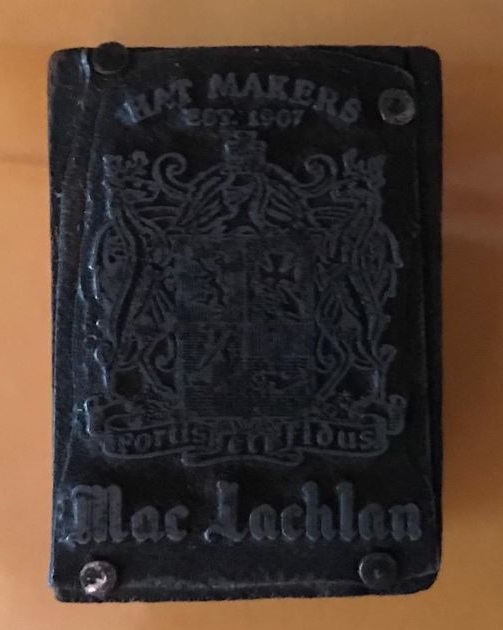 HAT MAKERS
EST. 1907
Fortis et Fidus
Mac Lachlan